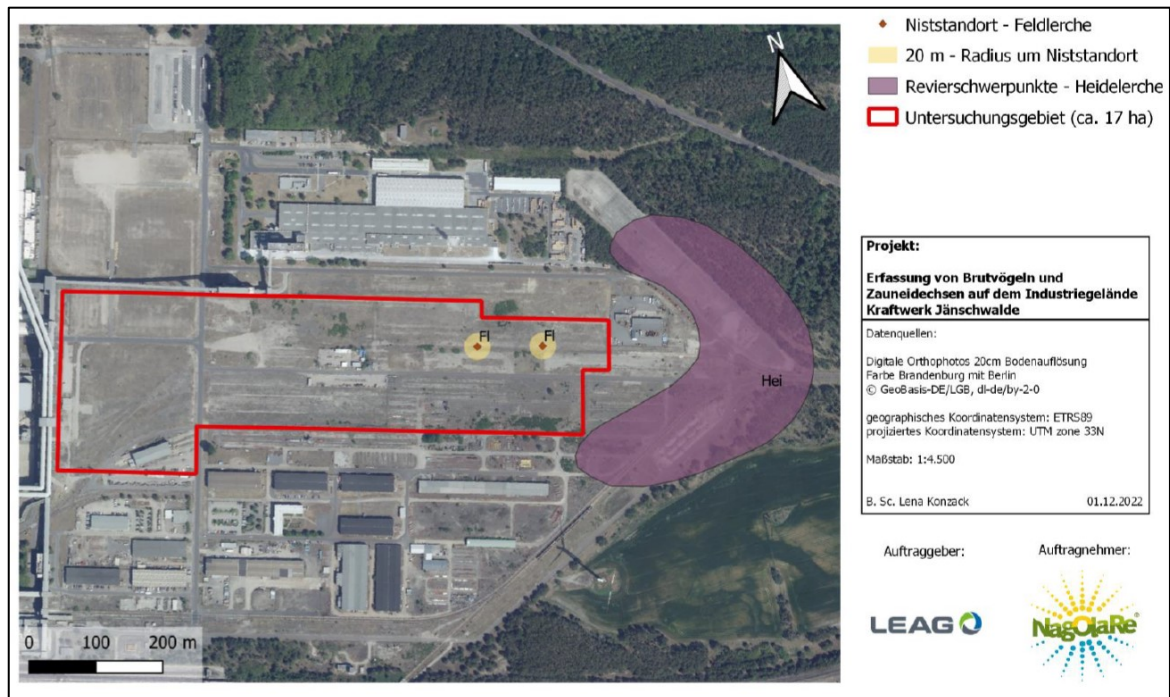 N
Fl
Fl
Hei
0 100 200 m
Niststandort - Feldlerche
20 m - Radius um Niststandort
Revierschwerpunkte - Heidelerche
Untersuchungsgebiet (ca. 17 ha)
Projekt:
Erfassung von Brutvögeln und
Zauneidechsen auf dem Industriegelände
Kraftwerk Jänschwalde
Datenquellen:
Digitale Orthophotos 20cm Bodenauflösung
Farbe Brandenburg mit Berlin
© GeoBasis-DE/LGB, dl-de/by-2-0
geographisches Koordinatensystem: ETRS89
projiziertes Koordinatensystem: UTM zone 33N
Maßstab: 1:4.500
B. Sc. Lena Konzack 01.12.2022
Auftraggeber:
Auftragnehmer:
LEAG
NagOlaRe®